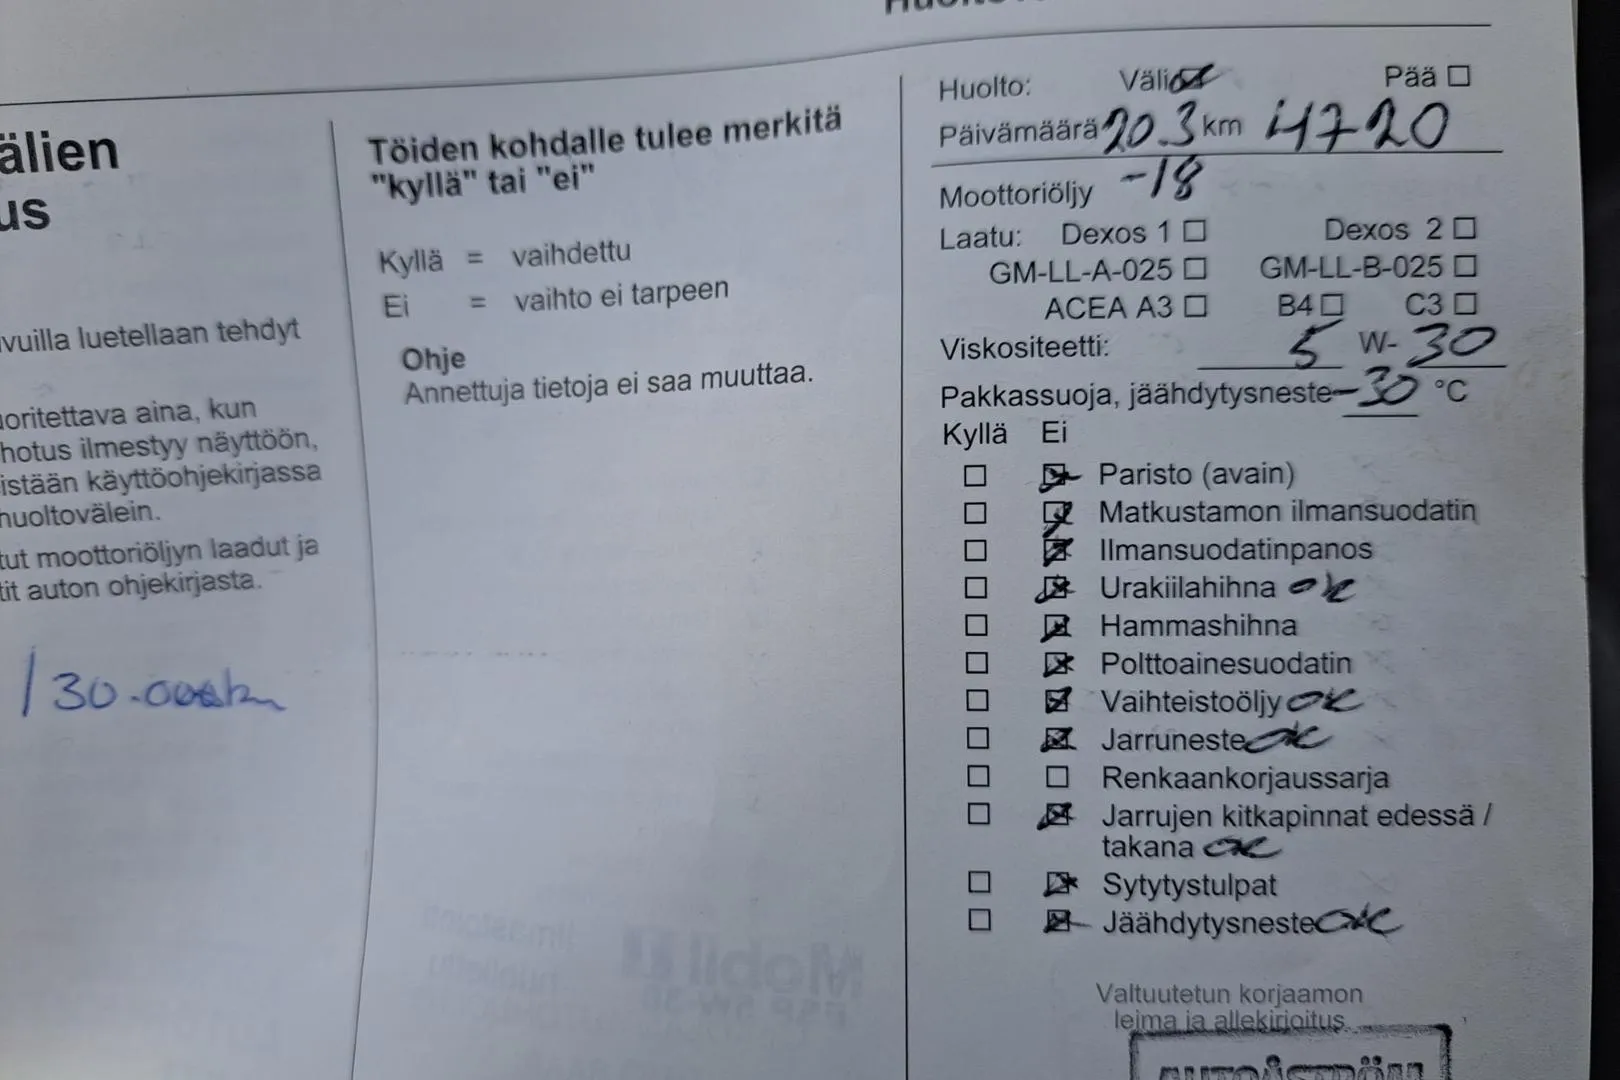 älien
us
vuilla luetellaan tehdyt
oritettava aina, kun
hotus ilmestyy näyttöön,
istään käyttöohjekirjassa
huoltovälein.
tut moottoriöljyn laadut ja
tit auton ohjekirjasta.
/30.000km
Töiden kohdalle tulee merkitä
"kyllä" tai "ei"
Kyllä = vaihdettu
Ei = vaihto ei tarpeen
Ohje
Annettuja tietoja ei saa muuttaa.
Huolto: Väli Pää
Päivämäärä 20.3 km 14720
-18
Moottoriöljy
Laatu: Dexos 1 Dexos 2
GM-LL-A-025 GM-LL-B-025
ACEA A3 B4 C3
Viskositeetti: 5 W-30
Pakkassuoja, jäähdytysneste -30 °C
Kyllä Ei
Paristo (avain)
Matkustamon ilmansuodatin
Ilmansuodatinpanos
Urakiilahihna ok
Hammashihna
Polttoainesuodatin
Vaihteistoöljy ok
Jarruneste ok
Renkaankorjaussarja
Jarrujen kitkapinnat edessä /
takana ok
Sytytystulpat
Jäähdytysneste ok
Valtuutetun korjaamon
leima ja allekirjoitus